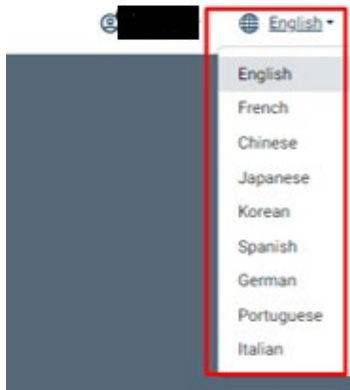 English
English
French
Chinese
Japanese
Korean
Spanish
German
Portuguese
Italian